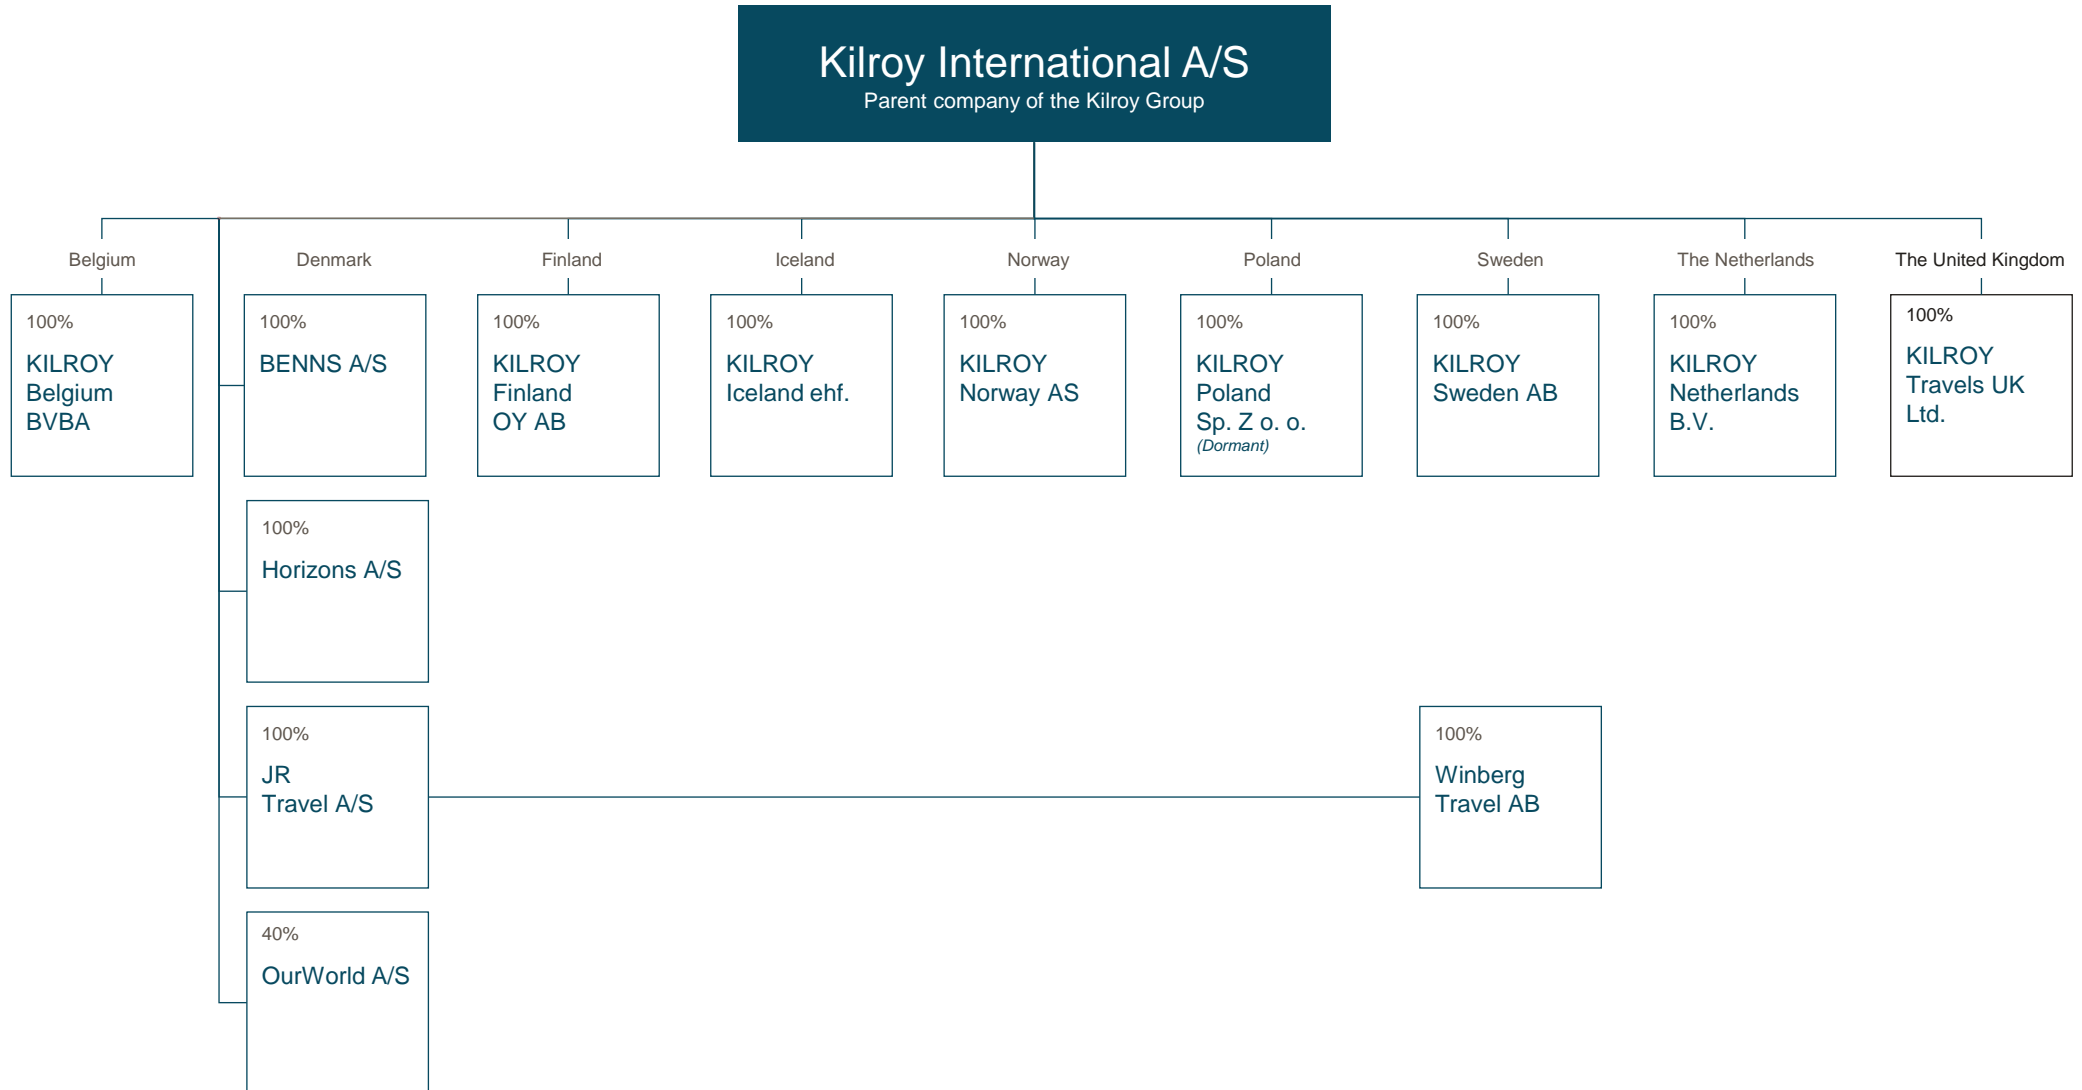 Kilroy International A/S
Parent company of the Kilroy Group
Belgium
Denmark
Finland
Iceland
Norway
Poland
Sweden
The Netherlands
The United Kingdom
100%
KILROY
Belgium
BVBA
100%
BENNS A/S
100%
KILROY
Finland
OY AB
100%
KILROY
Iceland ehf.
100%
KILROY
Norway AS
100%
KILROY
Poland
Sp. Z o. o.
(Dormant)
100%
KILROY
Sweden AB
100%
KILROY
Netherlands
B.V.
100%
KILROY
Travels UK
Ltd.
100%
Horizons A/S
100%
JR
Travel A/S
100%
Winberg
Travel AB
40%
OurWorld A/S